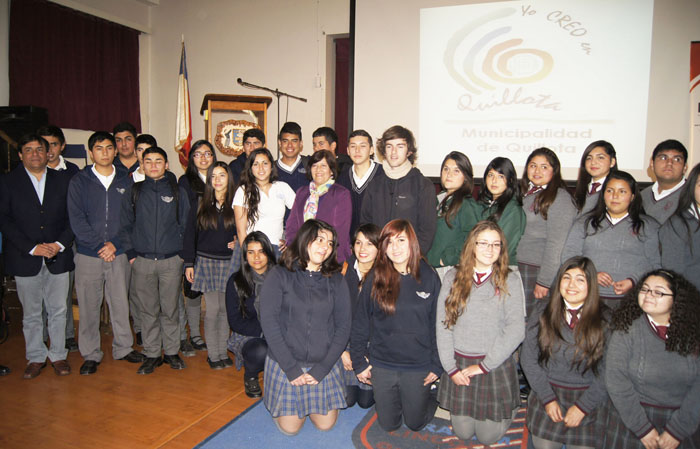 Yo CREO en
Quillota
Municipalidad
de Quillota